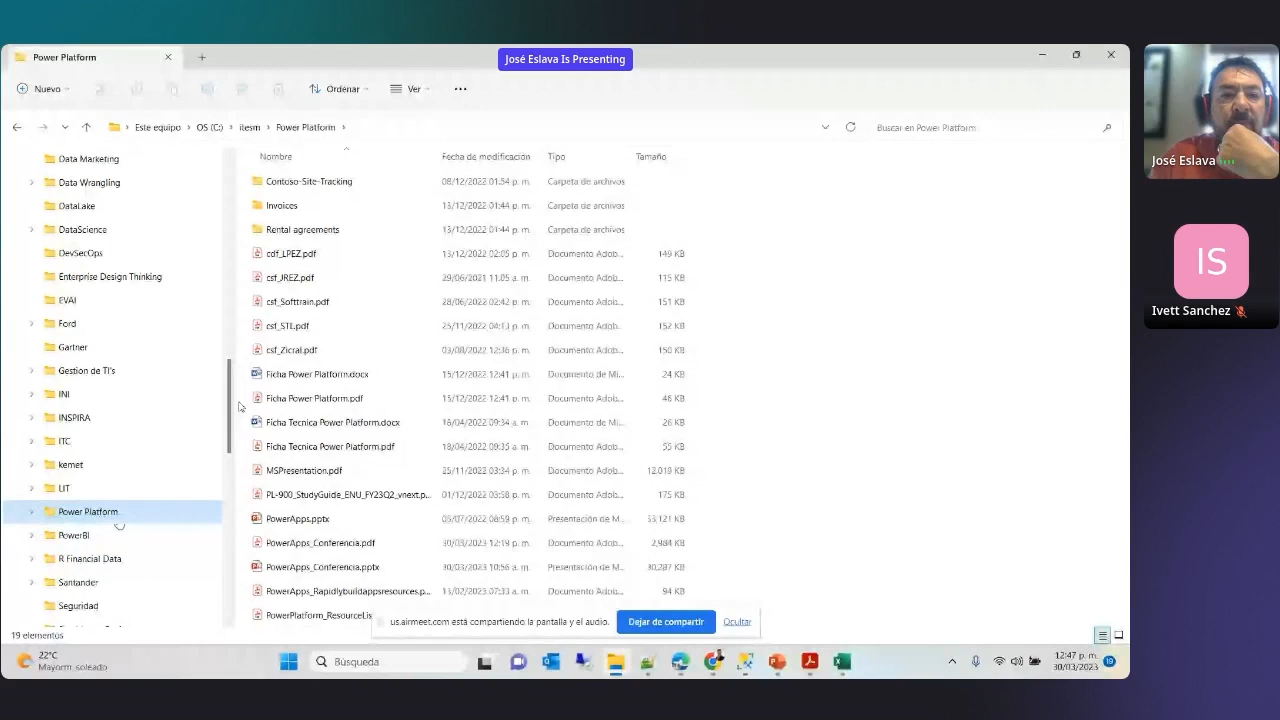 Power Platform
José Eslava Is Presenting
Nuevo
Ordenar
Ver
Este equipo > OS (C:) > itesm > Power Platform >
Buscar en Power Platform
Data Marketing
Data Wrangling
DataLake
DataScience
DevSecOps
Enterprise Design Thinking
EVAI
Ford
Gartner
Gestion de TI's
INI
INSPIRA
ITC
kemet
LIT
Power Platform
PowerBI
R Financial Data
Santander
Seguridad
Nombre Fecha de modificación Tipo Tamaño
Contoso-Site-Tracking 08/12/2022 01:54 p. m. Carpeta de archivos
Invoices 13/12/2022 01:44 p. m. Carpeta de archivos
Rental agreements 13/12/2022 01:44 p. m. Carpeta de archivos
cdf_LPEZ.pdf 13/12/2022 02:05 p. m. Documento Adob... 149 KB
csf_JREZ.pdf 29/06/2021 11:05 a. m. Documento Adob... 115 KB
csf_Softtrain.pdf 28/06/2022 02:42 p. m. Documento Adob... 151 KB
csf_STL.pdf 25/11/2022 04:13 p. m. Documento Adob... 152 KB
csf_Zicral.pdf 03/08/2022 12:36 p. m. Documento Adob... 150 KB
Ficha Power Platform.docx 15/12/2022 12:41 p. m. Documento de Mi... 24 KB
Ficha Power Platform.pdf 15/12/2022 12:41 p. m. Documento Adob... 46 KB
Ficha Tecnica Power Platform.docx 18/04/2022 09:34 a. m. Documento de Mi... 26 KB
Ficha Tecnica Power Platform.pdf 18/04/2022 09:35 a. m. Documento Adob... 55 KB
MSPresentation.pdf 25/11/2022 03:34 p. m. Documento Adob... 12,019 KB
PL-900_StudyGuide_ENU_FY23Q2_vnext.p... 01/12/2022 03:58 p. m. Documento Adob... 175 KB
PowerApps.pptx 05/07/2022 08:59 p. m. Presentación de M... 33,121 KB
PowerApps_Conferencia.pdf 30/03/2023 12:19 p. m. Documento Adob... 2,984 KB
PowerApps_Conferencia.pptx 30/03/2023 10:56 a. m. Presentación de M... 30,287 KB
PowerApps_Rapidlybuildappsresources.p... 13/02/2023 07:33 a. m. Documento Adob... 94 KB
PowerPlatform_ResourceLis
us.airmeet.com está compartiendo la pantalla y el audio. Dejar de compartir Ocultar
19 elementos
22°C
Mayorm. soleado
Búsqueda
12:47 p. m.
30/03/2023
19
José Eslava
IS
Ivett Sanchez